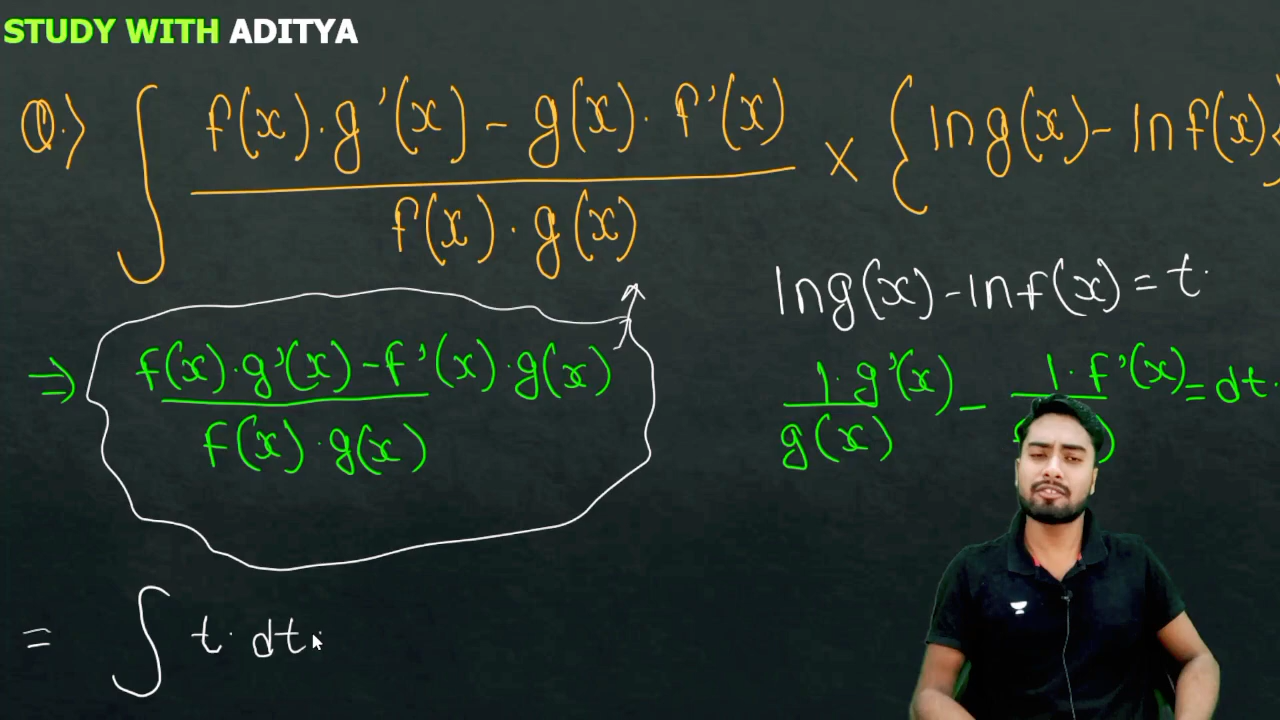 STUDY WITH ADITYA
Q.) ∫ f(x)·g'(x) - g(x)·f'(x) / f(x)·g(x) × { ln g(x) - ln f(x)
ln g(x) - ln f(x) = t.
⇒ f(x)·g'(x) - f'(x)·g(x) / f(x)·g(x)
1·g'(x) / g(x) - 1·f'(x) = dt.
= ∫ t. dt.